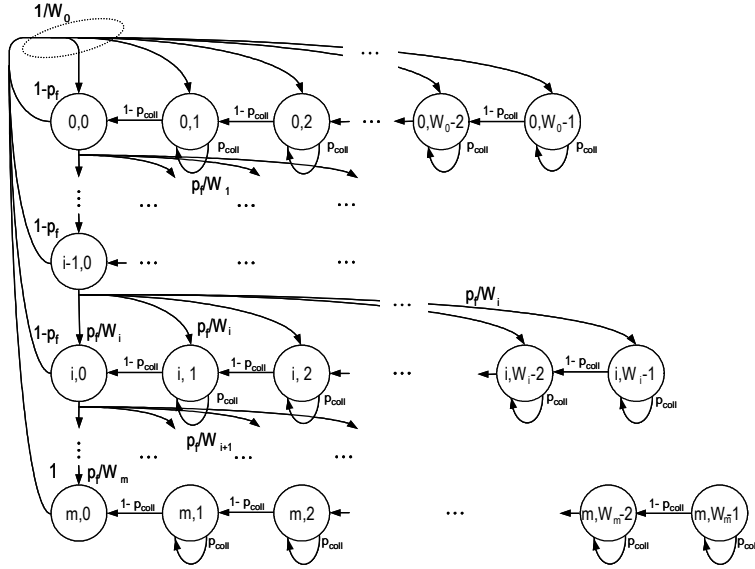 1/W0
...
1-pf
0,0 1- pcoll 0,1 1- pcoll 0,2 ... 0,W0-2 1- pcoll 0,W0-1
pcoll pcoll pcoll pcoll
pf/W1
... ... ... ...
1-pf
i-1,0 ... ...
... pf/Wi
1-pf pf/Wi pf/Wi
i,0 1- pcoll i, 1 1- pcoll i, 2 ... i,Wi-2 1- pcoll i,Wi-1
pcoll pcoll pcoll pcoll
pf/Wi+1
... ... ... ...
1 pf/Wm
m,0 1- pcoll m,1 1- pcoll m,2 ... m,Wm-2 1- pcoll m,Wm-1
pcoll pcoll pcoll pcoll